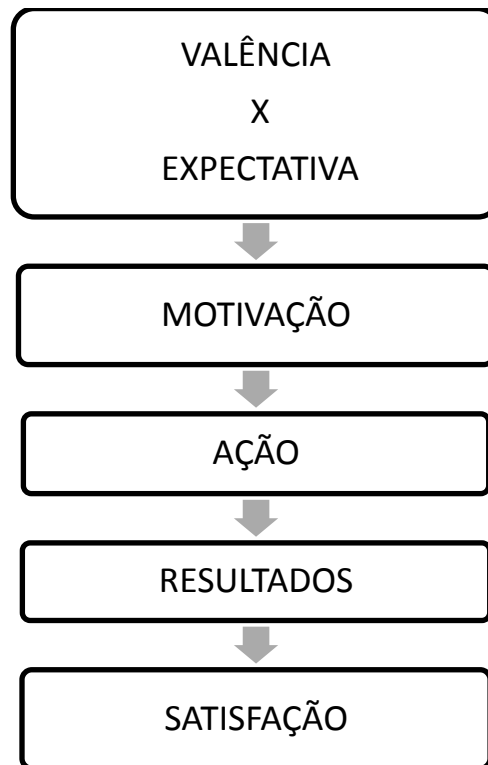 VALÊNCIA
X
EXPECTATIVA
MOTIVAÇÃO
AÇÃO
RESULTADOS
SATISFAÇÃO